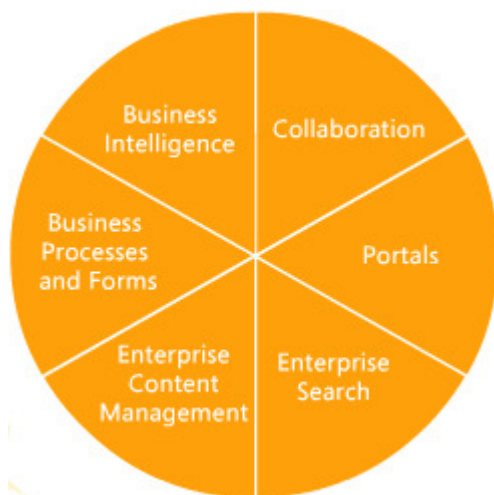 Business
Intelligence
Collaboration
Business
Processes
and Forms
Portals
Enterprise
Content
Management
Enterprise
Search